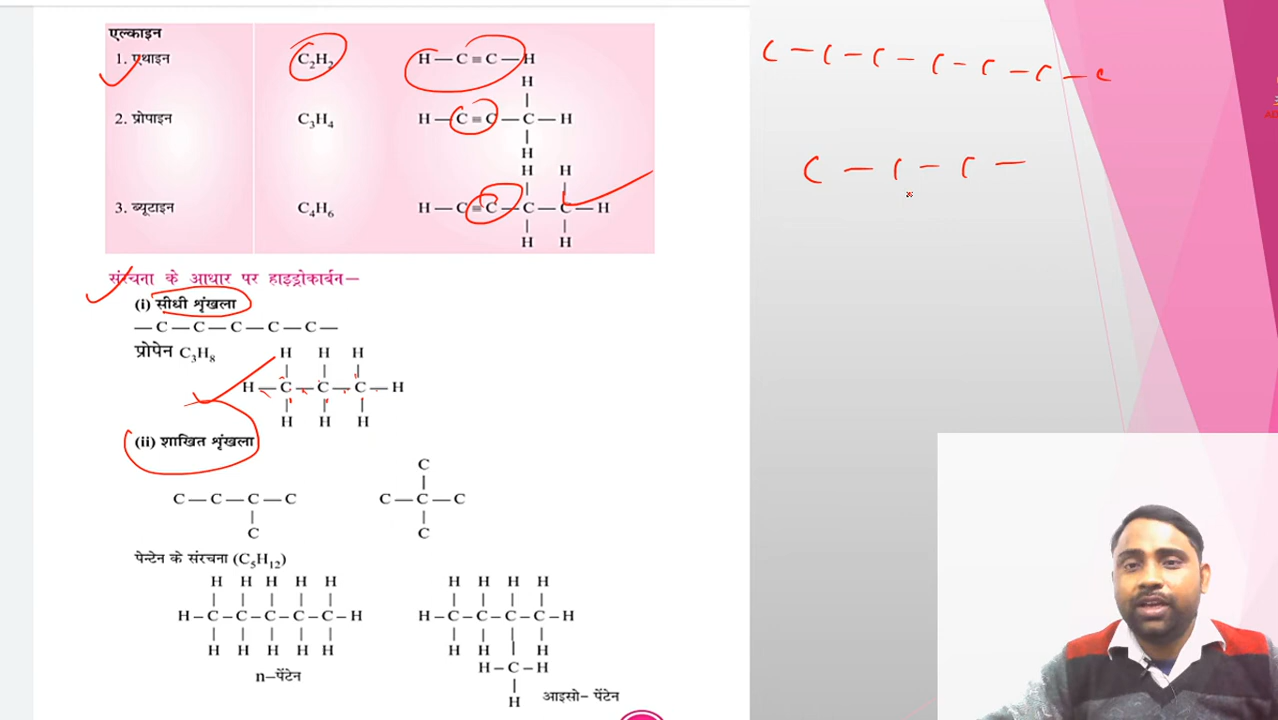 एल्काइन
1. एथाइन C₂H₂ H—C≡C—H
H
|
2. प्रोपाइन C₃H₄ H—C≡C—C—H
|
H
H H
| |
3. ब्यूटाइन C₄H₆ H—C≡C—C—C—H
| |
H H
संरचना के आधार पर हाइड्रोकार्बन—
(i) सीधी शृंखला
—C—C—C—C—C—
प्रोपेन C₃H₈
H H H
| | |
H—C—C—C—H
| | |
H H H
(ii) शाखित शृंखला
C—C—C—C
|
C
C
|
C—C—C
|
C
पेन्टेन के संरचना (C₅H₁₂)
H H H H H
| | | | |
H–C–C–C–C–C–H
| | | | |
H H H H H
n–पेंटेन
H H H H
| | | |
H–C–C–C–C–H
| | | |
H H H
H–C–H
|
H
आइसो– पेंटेन
C – C – C – C – C – C – C
C – C – C –